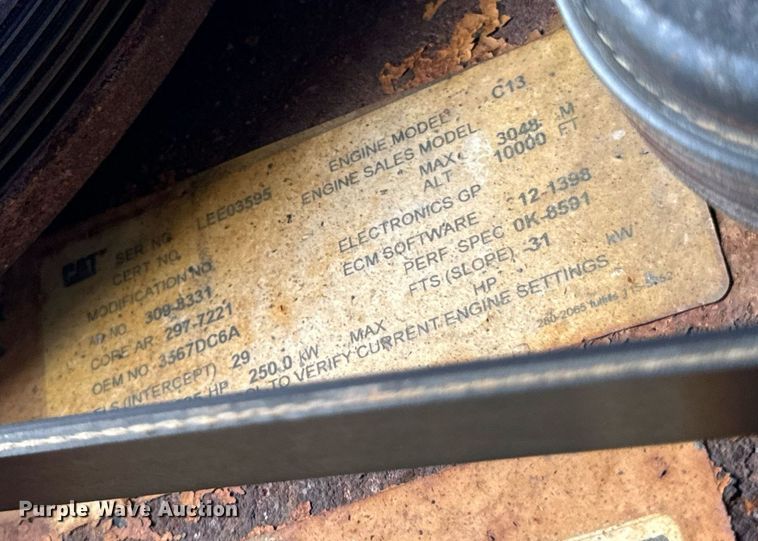 CAT SER NO. LEE03595 ENGINE MODEL C13
CERT NO. ENGINE SALES MODEL
MODIFICATION NO. MAX 3048 M
AR NO. 309-8331 ALT 10000 FT
CORE AR. 297-7221 ELECTRONICS GP
OEM NO. 3567DC6A ECM SOFTWARE 12-1398
PERF. SPEC 0K-8591
FLS (INTERCEPT) 29 FTS (SLOPE) -31
HP 250.0 kW MAX HP kW
TO VERIFY CURRENT ENGINE SETTINGS
Purple Wave Auction